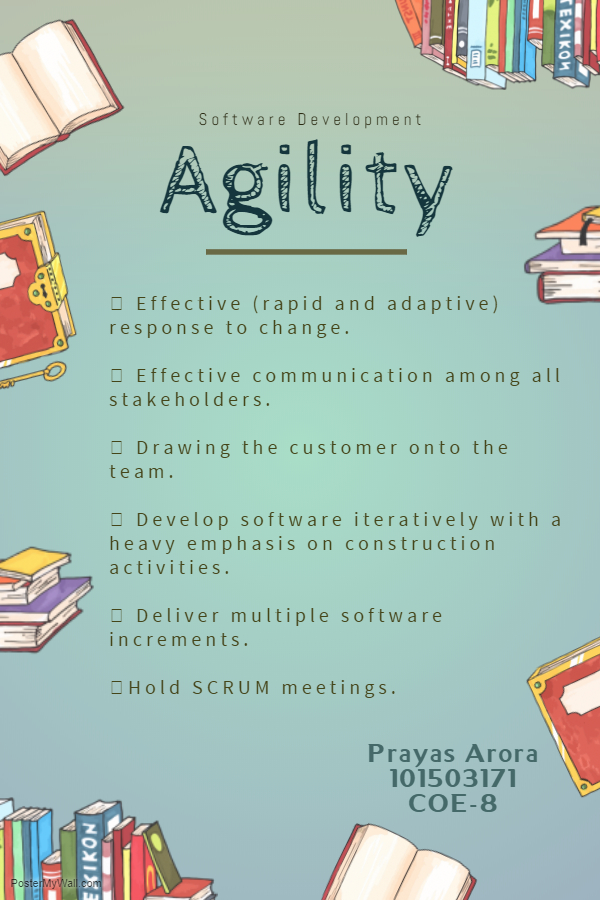 LEXIKON
Software Development
Agility
□ Effective (rapid and adaptive)
response to change.
□ Effective communication among all
stakeholders.
□ Drawing the customer onto the
team.
□ Develop software iteratively with a
heavy emphasis on construction
activities.
□ Deliver multiple software
increments.
□Hold SCRUM meetings.
Prayas Arora
101503171
COE-8
LEXIKON
PosterMyWall.com